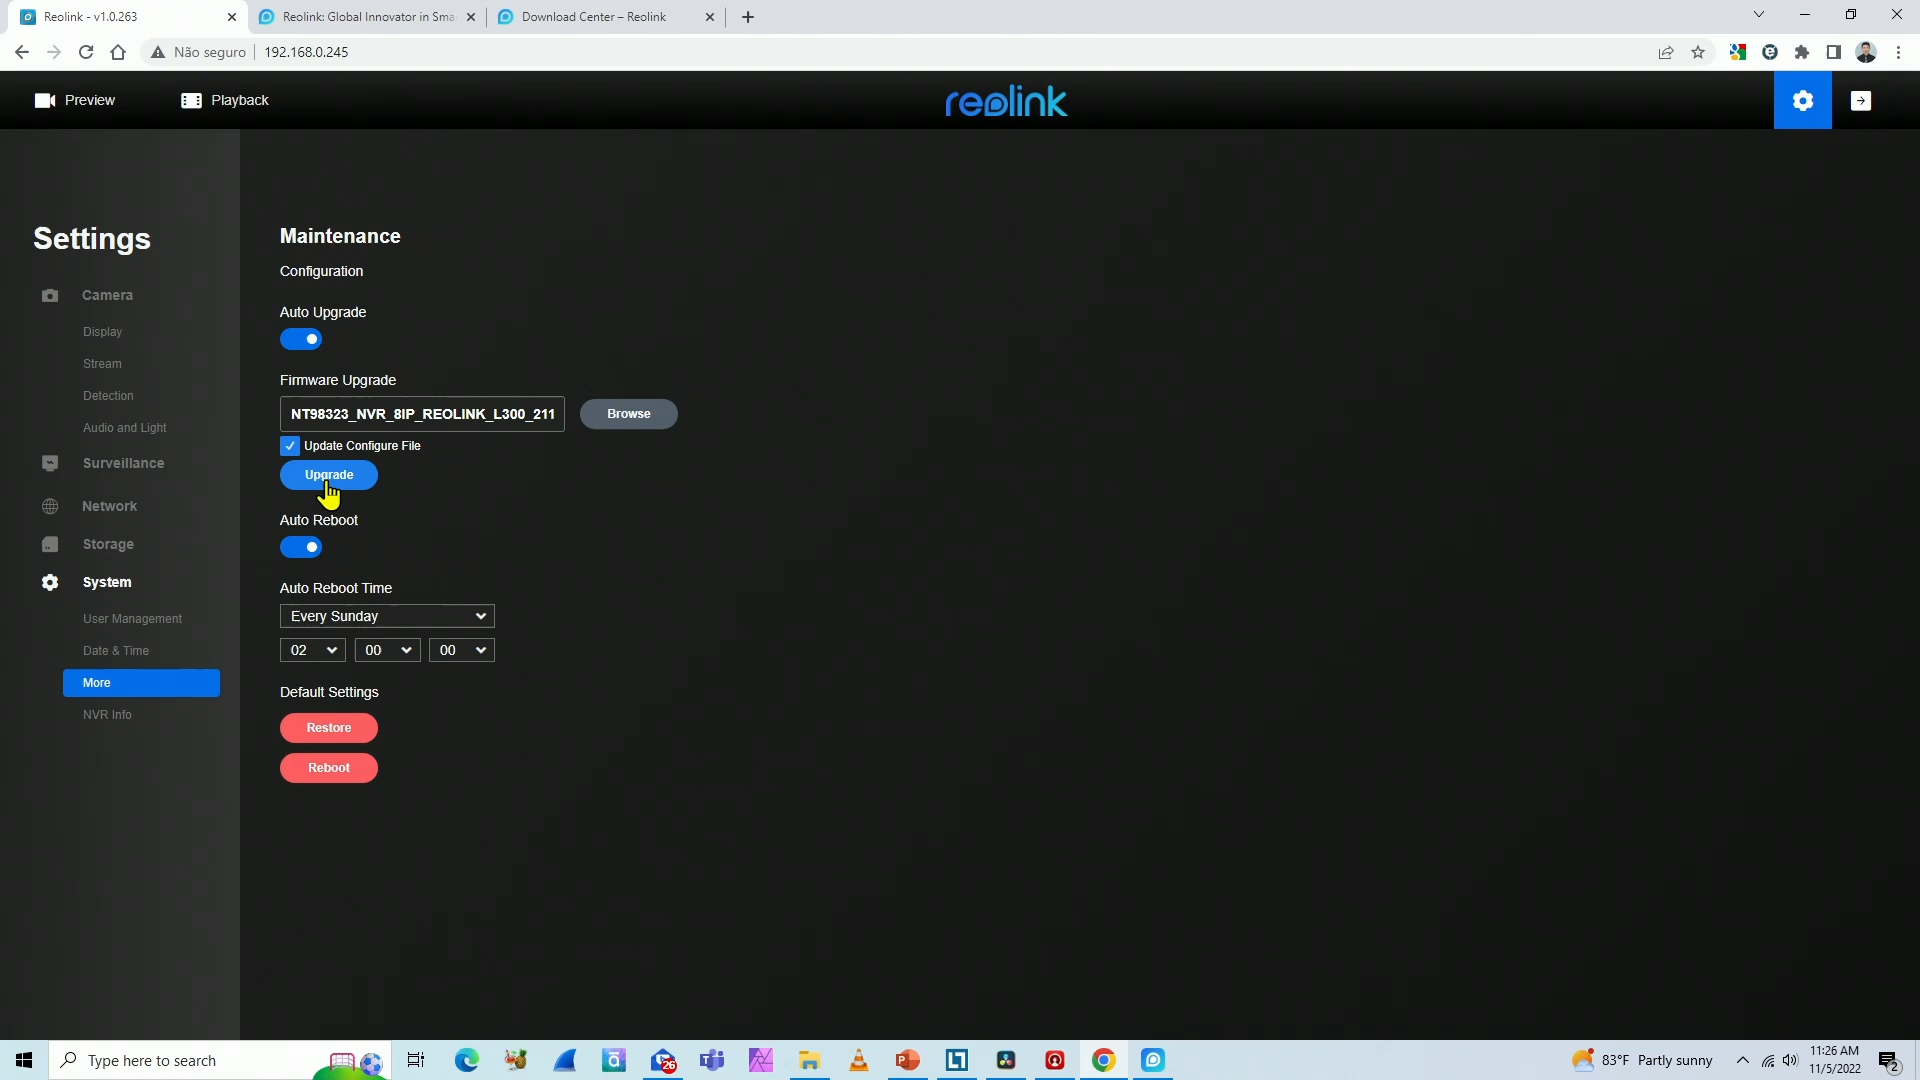 Reolink - v1.0.263
Reolink: Global Innovator in Sma
Download Center – Reolink
Não seguro
192.168.0.245
Preview
Playback
reolink
Settings
Camera
Display
Stream
Detection
Audio and Light
Surveillance
Network
Storage
System
User Management
Date & Time
More
NVR Info
Maintenance
Configuration
Auto Upgrade
Firmware Upgrade
NT98323_NVR_8IP_REOLINK_L300_211
Browse
Update Configure File
Upgrade
Auto Reboot
Auto Reboot Time
Every Sunday
02 00 00
Default Settings
Restore
Reboot
Type here to search
26
83°F Partly sunny
11:26 AM
11/5/2022
2